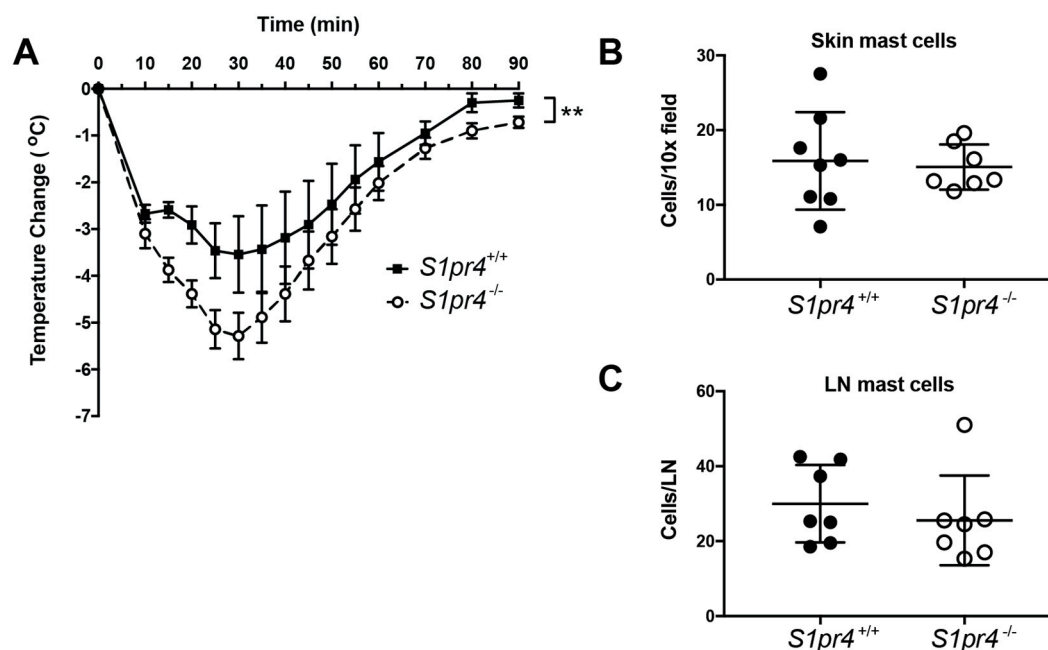 A
Time (min)
0 10 20 30 40 50 60 70 80 90
Temperature Change ( °C)
0
-1
-2
-3
-4
-5
-6
-7
**
S1pr4+/+
S1pr4-/-
B
Skin mast cells
Cells/10x field
30
20
10
0
S1pr4+/+ S1pr4-/-
C
LN mast cells
Cells/LN
60
40
20
0
S1pr4+/+ S1pr4-/-